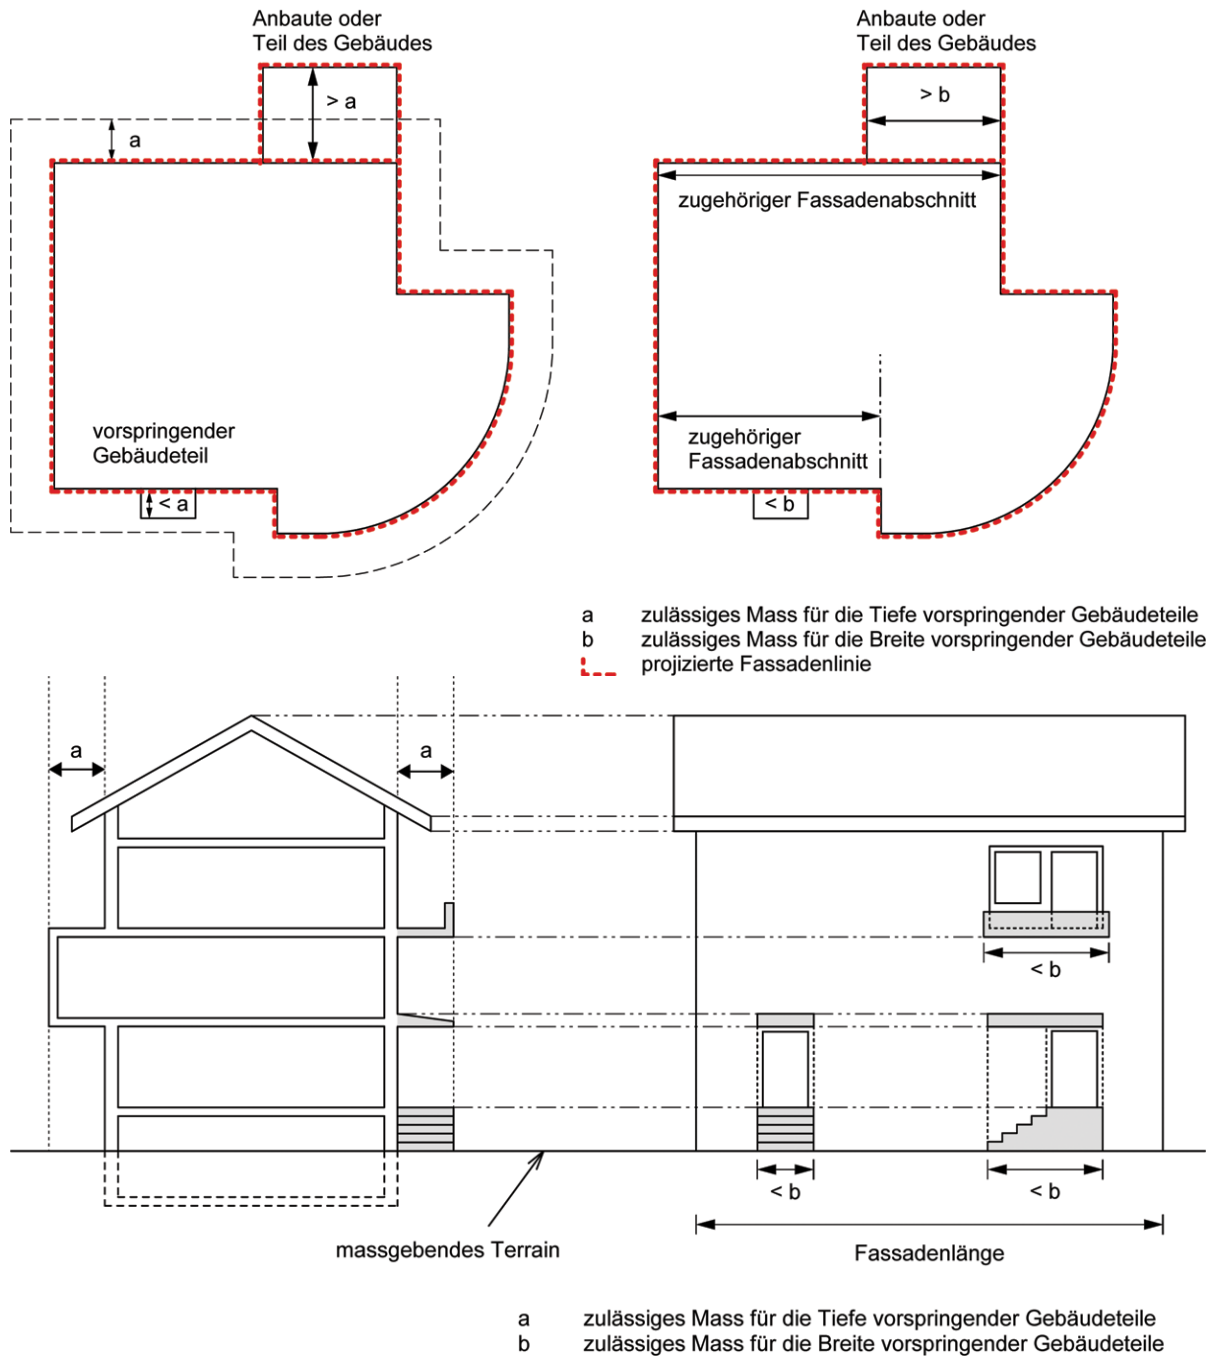 Anbaute oder
Teil des Gebäudes
> a
a
vorspringender
Gebäudeteil
< a
Anbaute oder
Teil des Gebäudes
> b
zugehöriger Fassadenabschnitt
zugehöriger
Fassadenabschnitt
< b
a zulässiges Mass für die Tiefe vorspringender Gebäudeteile
b zulässiges Mass für die Breite vorspringender Gebäudeteile
projizierte Fassadenlinie
a
a
< b
< b
< b
massgebendes Terrain
Fassadenlänge
a zulässiges Mass für die Tiefe vorspringender Gebäudeteile
b zulässiges Mass für die Breite vorspringender Gebäudeteile